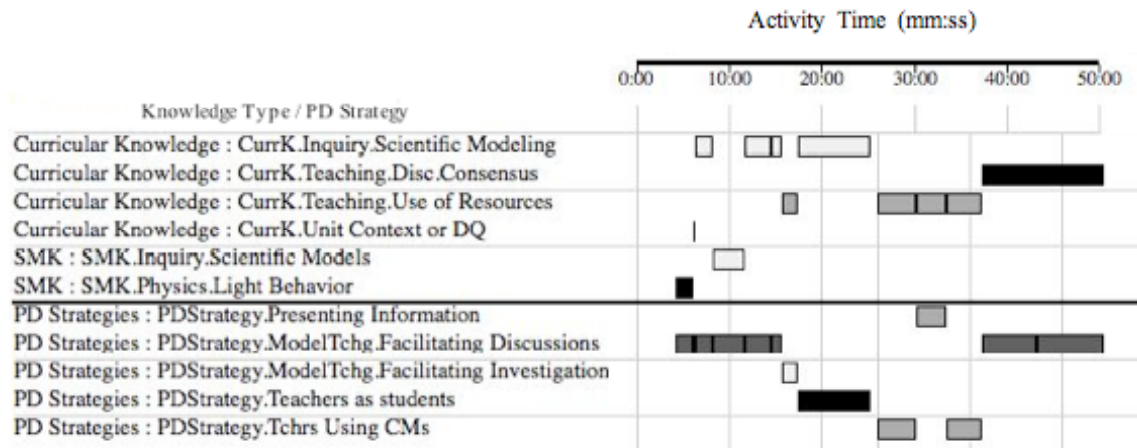 Activity Time (mm:ss)
0:00 10:00 20:00 30:00 40:00 50:00
Knowledge Type / PD Strategy
Curricular Knowledge : CurrK.Inquiry.Scientific Modeling
Curricular Knowledge : CurrK.Teaching.Disc.Consensus
Curricular Knowledge : CurrK.Teaching.Use of Resources
Curricular Knowledge : CurrK.Unit Context or DQ
SMK : SMK.Inquiry.Scientific Models
SMK : SMK.Physics.Light Behavior
PD Strategies : PDStrategy.Presenting Information
PD Strategies : PDStrategy.ModelTchg.Facilitating Discussions
PD Strategies : PDStrategy.ModelTchg.Facilitating Investigation
PD Strategies : PDStrategy.Teachers as students
PD Strategies : PDStrategy.Tchrs Using CMs